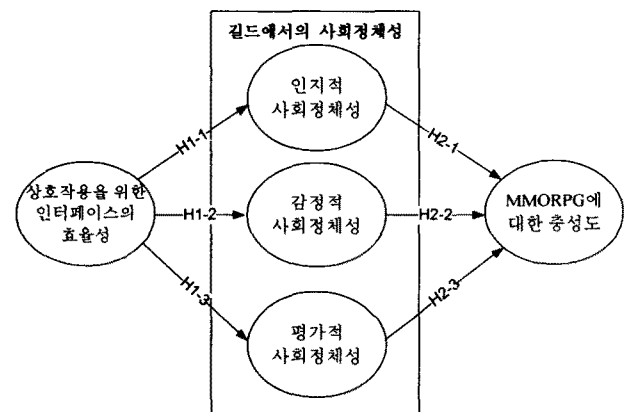 길드에서의 사회정체성
인지적
사회정체성
H1-1
H2-1
상호작용을 위한
인터페이스의
효율성
H1-2
감정적
사회정체성
H2-2
MMORPG에
대한 충성도
H1-3
H2-3
평가적
사회정체성